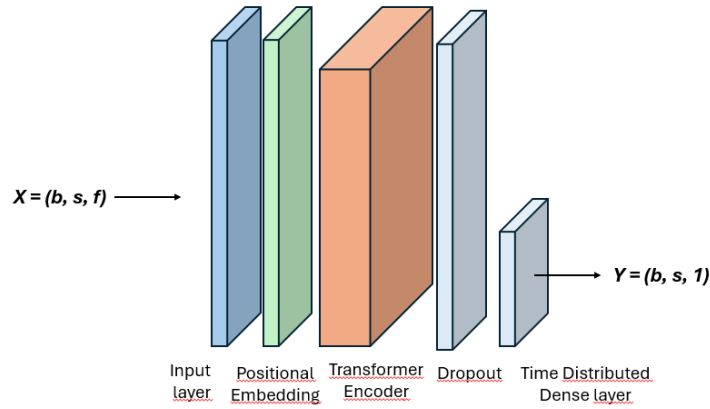 X = (b, s, f)
Y = (b, s, 1)
Input
layer
Positional
Embedding
Transformer
Encoder
Dropout
Time Distributed
Dense layer